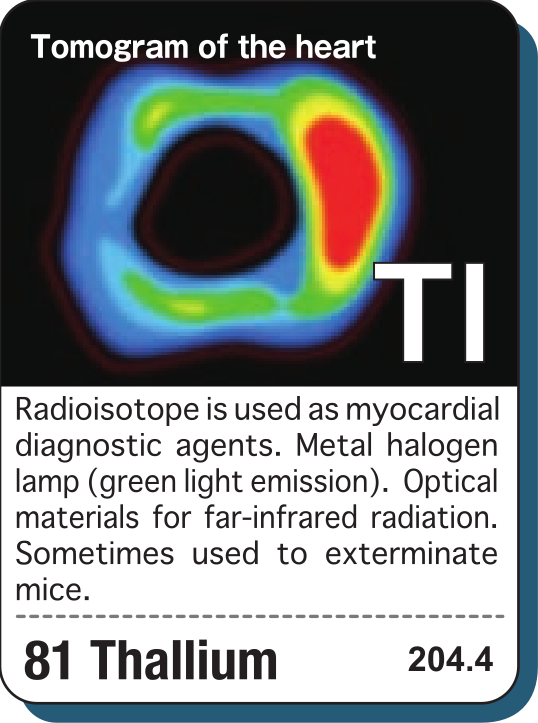 Tomogram of the heart
Tl
Radioisotope is used as myocardial
diagnostic agents. Metal halogen
lamp (green light emission). Optical
materials for far-infrared radiation.
Sometimes used to exterminate
mice.
81 Thallium 204.4